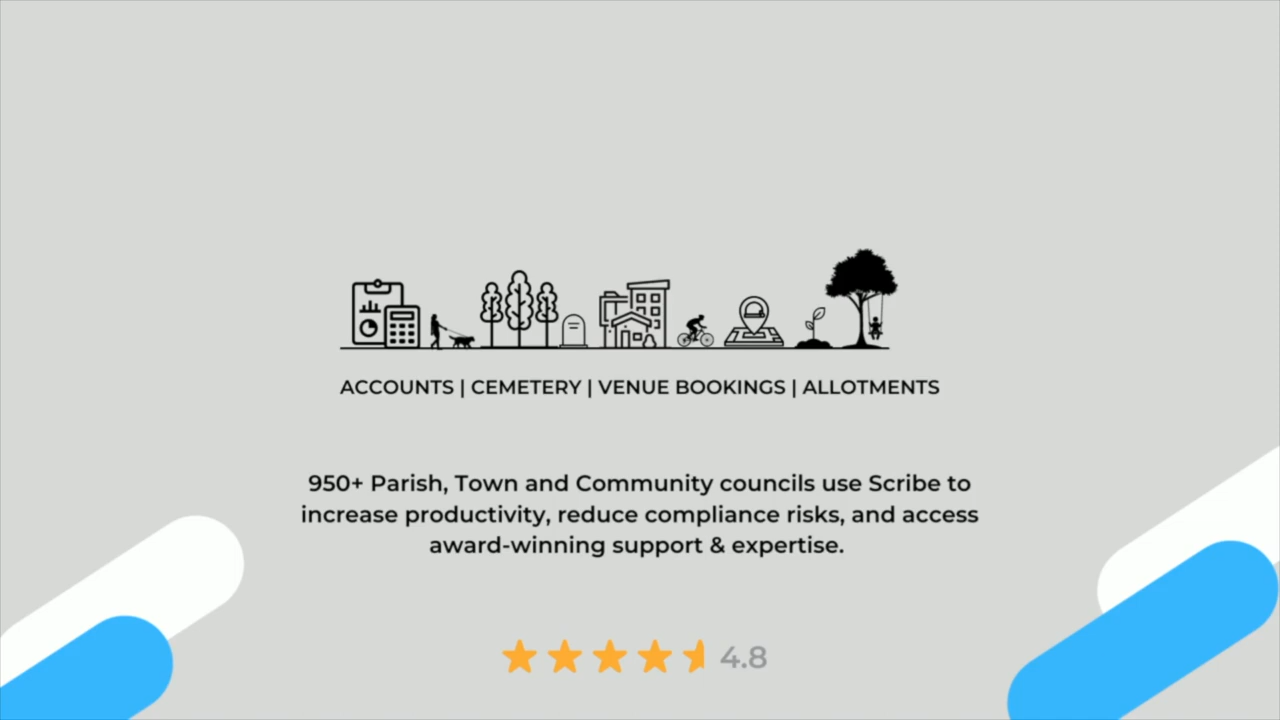 ACCOUNTS | CEMETERY | VENUE BOOKINGS | ALLOTMENTS
950+ Parish, Town and Community councils use Scribe to
increase productivity, reduce compliance risks, and access
award-winning support & expertise.
4.8